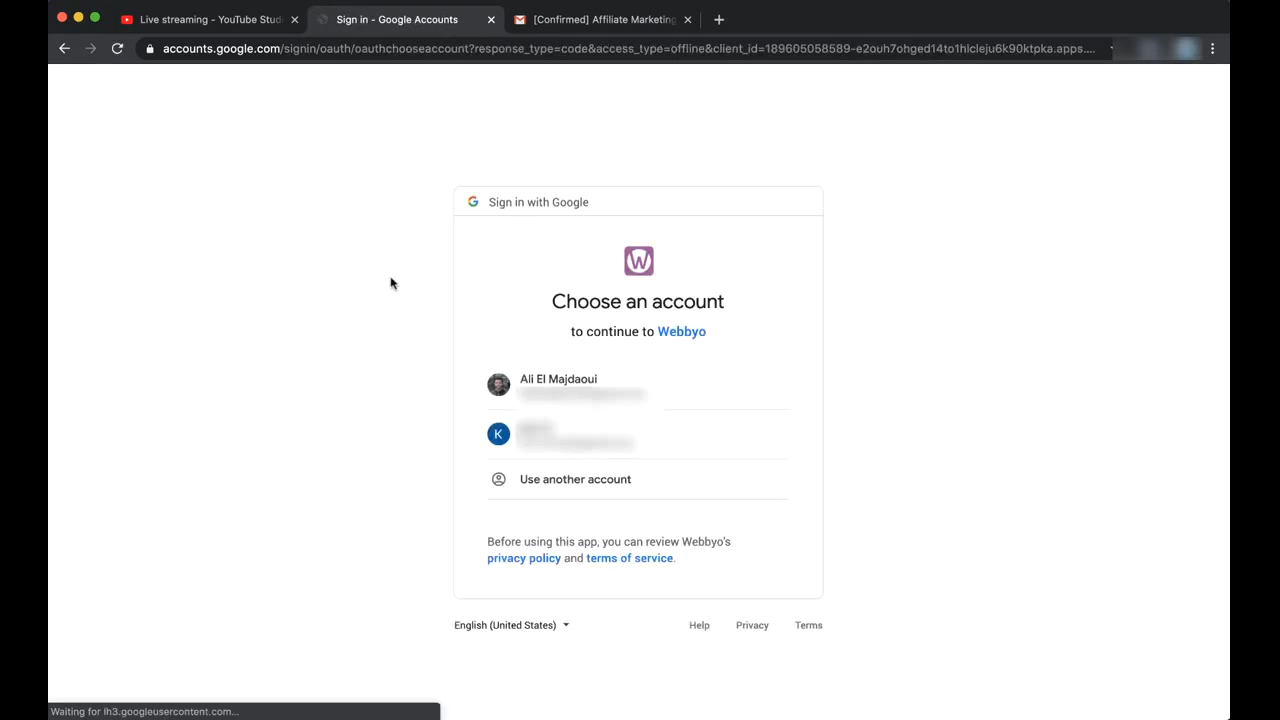 Live streaming - YouTube Studi
Sign in - Google Accounts
[Confirmed] Affiliate Marketing
accounts.google.com/signin/oauth/oauthchooseaccount?response_type=code&access_type=offline&client_id=189605058589-e2ouh7ohged14to1hlcleju6k90ktpka.apps....
Sign in with Google
W
Choose an account
to continue to Webbyo
Ali El Majdaoui
K
Use another account
Before using this app, you can review Webbyo's
privacy policy and terms of service.
English (United States)
Help
Privacy
Terms
Waiting for lh3.googleusercontent.com...